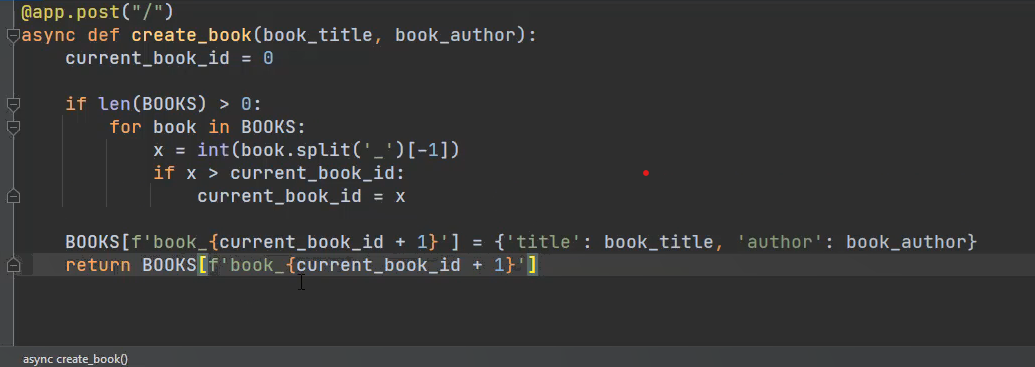 @app.post("/")
async def create_book(book_title, book_author):
    current_book_id = 0

    if len(BOOKS) > 0:
        for book in BOOKS:
            x = int(book.split('_')[-1])
            if x > current_book_id:
                current_book_id = x

    BOOKS[f'book_{current_book_id + 1}'] = {'title': book_title, 'author': book_author}
    return BOOKS[f'book_{current_book_id + 1}']
async create_book()